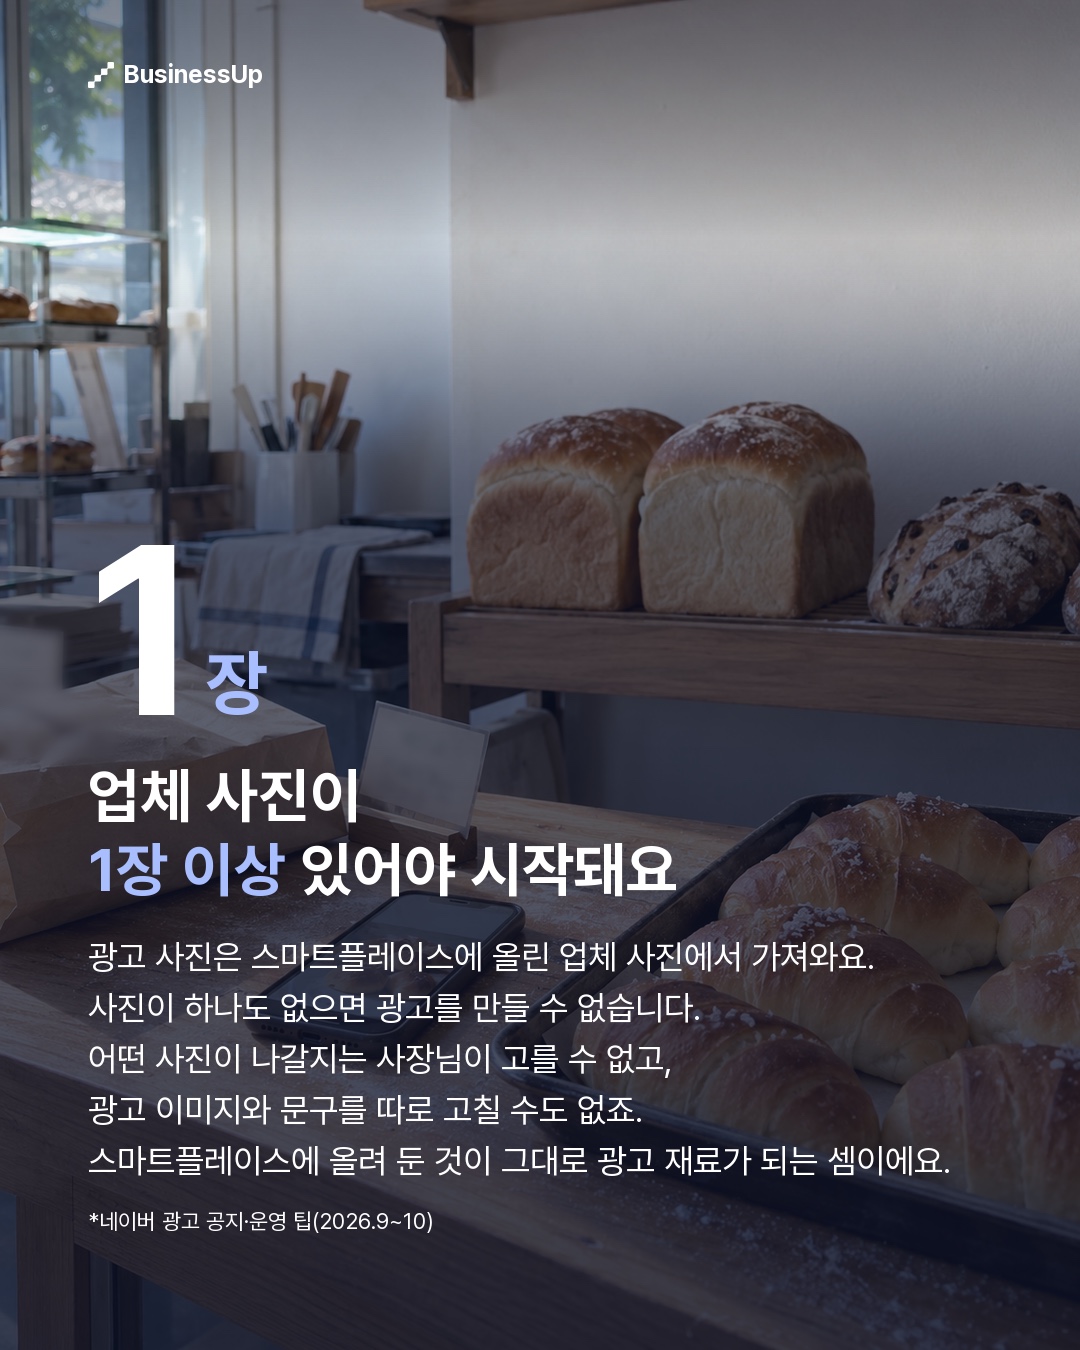 BusinessUp
1장
업체 사진이
1장 이상 있어야 시작돼요
광고 사진은 스마트플레이스에 올린 업체 사진에서 가져와요.
사진이 하나도 없으면 광고를 만들 수 없습니다.
어떤 사진이 나갈지는 사장님이 고를 수 없고,
광고 이미지와 문구를 따로 고칠 수도 없죠.
스마트플레이스에 올려 둔 것이 그대로 광고 재료가 되는 셈이에요.
*네이버 광고 공지·운영 팁(2026.9~10)